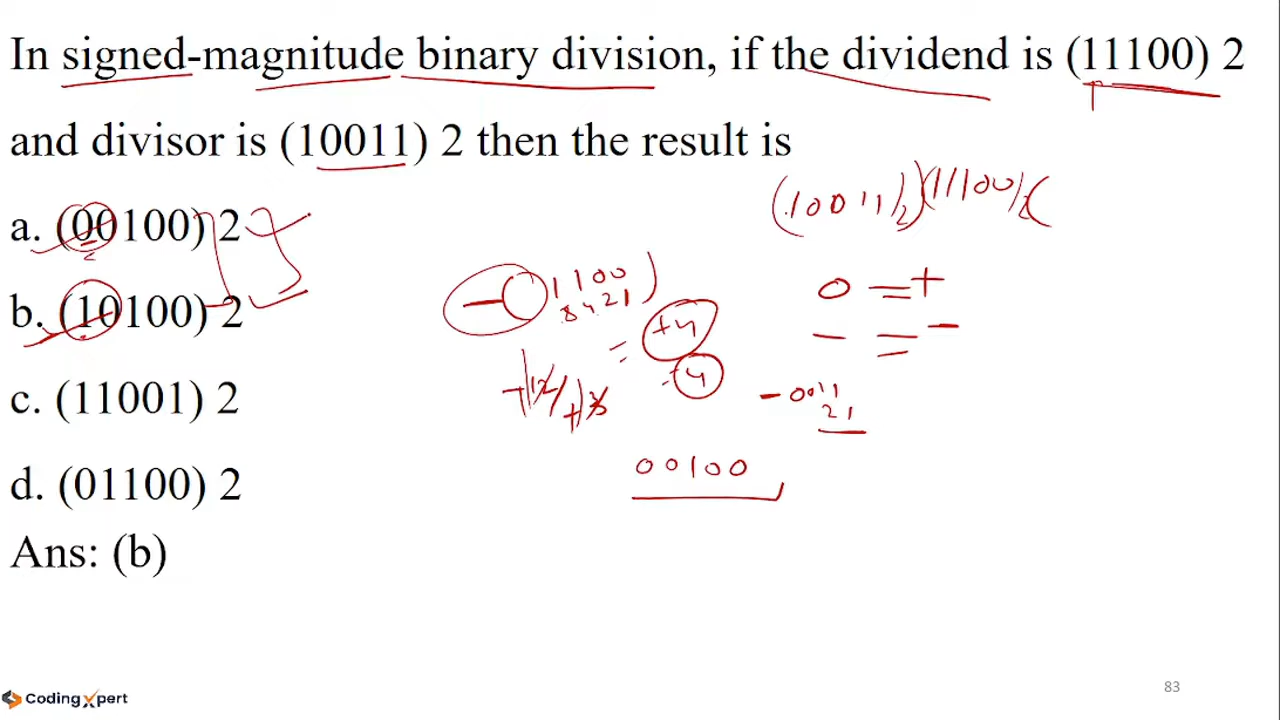 In signed-magnitude binary division, if the dividend is (11100) 2
and divisor is (10011) 2 then the result is
(10011)2)(11100)2(
a. (00100) 2
b. (10100) 2
1100)
8421
0 = +
- = -
= +4
= 4
-0011
21
c. (11001) 2
00100
d. (01100) 2
Ans: (b)
83
CodingXpert